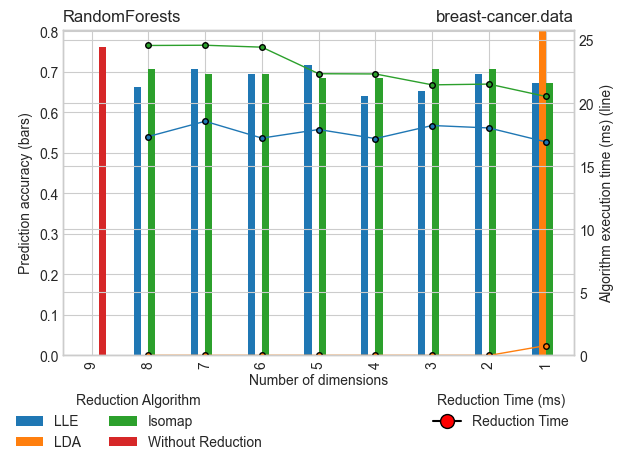 RandomForests breast-cancer.data
0.8
0.7
0.6
0.5
0.4
0.3
0.2
0.1
0.0
Prediction accuracy (bars)
25
20
15
10
5
0
Algorithm execution time (ms) (line)
9 8 7 6 5 4 3 2 1
Number of dimensions
Reduction Algorithm
LLE Isomap
LDA Without Reduction
Reduction Time (ms)
Reduction Time